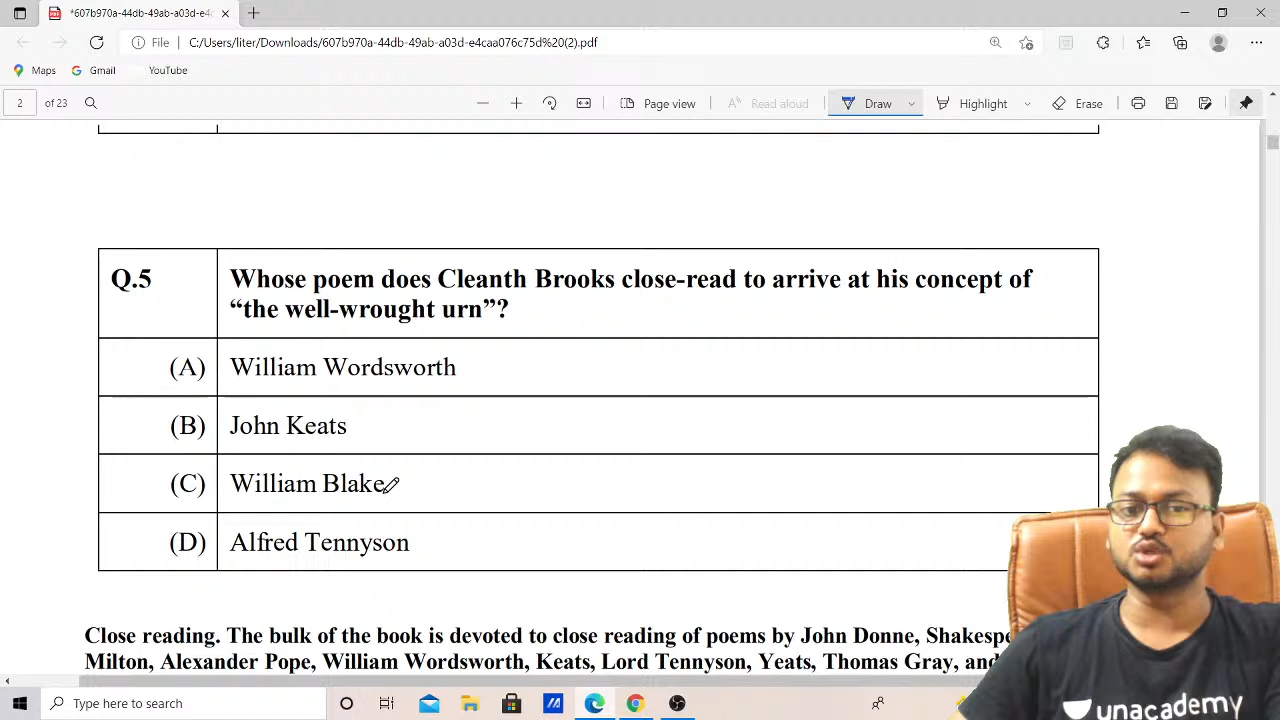 *607b970a-44db-49ab-a03d-e4c
File C:/Users/liter/Downloads/607b970a-44db-49ab-a03d-e4caa076c75d%20(2).pdf
Maps Gmail YouTube
2 of 23 Page view Read aloud Draw Highlight Erase
Q.5 Whose poem does Cleanth Brooks close-read to arrive at his concept of
“the well-wrought urn”?
(A) William Wordsworth
(B) John Keats
(C) William Blake
(D) Alfred Tennyson
Close reading. The bulk of the book is devoted to close reading of poems by John Donne,
Milton, Alexander Pope, William Wordsworth, Keats, Lord Tennyson, Yeats, Thomas Gray, and
unacademy
Type here to search